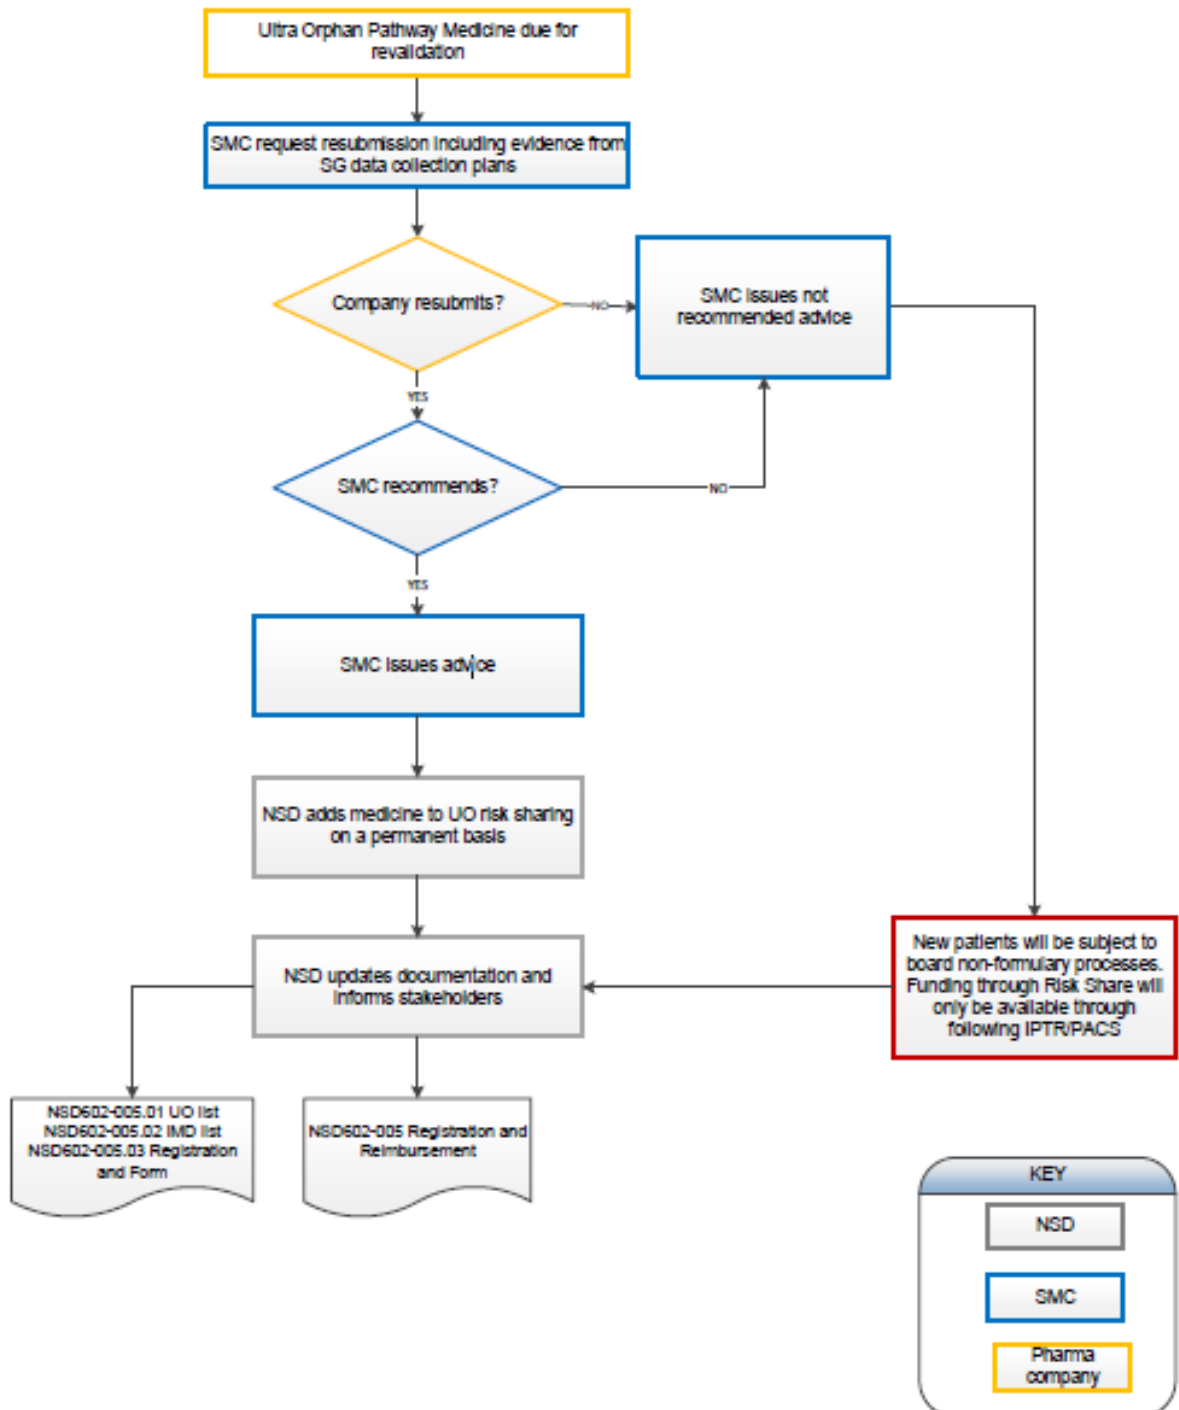 Ultra Orphan Pathway Medicine due for
revalidation
SMC request resubmission including evidence from
SG data collection plans
Company resubmits?
NO
SMC issues not
recommended advice
YES
SMC recommends?
NO
YES
SMC issues advice
NSD adds medicine to UO risk sharing
on a permanent basis
NSD updates documentation and
informs stakeholders
New patients will be subject to
board non-formulary processes.
Funding through Risk Share will
only be available through
following IPTR/PACS
NSD602-005.01 UO list
NSD602-005.02 IMD list
NSD602-005.03 Registration
and Form
NSD602-005 Registration and
Reimbursement
KEY
NSD
SMC
Pharma
company